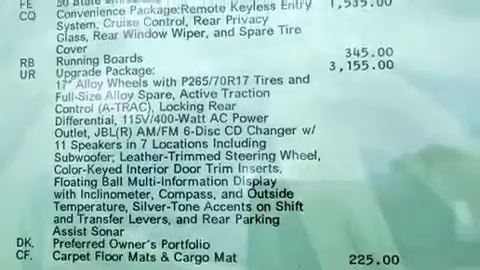 FE 50 State 1,535.00
CQ Convenience Package:Remote Keyless Entry
System, Cruise Control, Rear Privacy
Glass, Rear Window Wiper, and Spare Tire
Cover
RB Running Boards 345.00
UR Upgrade Package: 3,155.00
17" Alloy Wheels with P265/70R17 Tires and
Full-Size Alloy Spare, Active Traction
Control (A-TRAC), Locking Rear
Differential, 115V/400-Watt AC Power
Outlet, JBL(R) AM/FM 6-Disc CD Changer w/
11 Speakers in 7 Locations Including
Subwoofer; Leather-Trimmed Steering Wheel,
Color-Keyed Interior Door Trim Inserts,
Floating Ball Multi-Information Display
with Inclinometer, Compass, and Outside
Temperature, Silver-Tone Accents on Shift
and Transfer Levers, and Rear Parking
Assist Sonar
DK. Preferred Owner's Portfolio
CF. Carpet Floor Mats & Cargo Mat 225.00